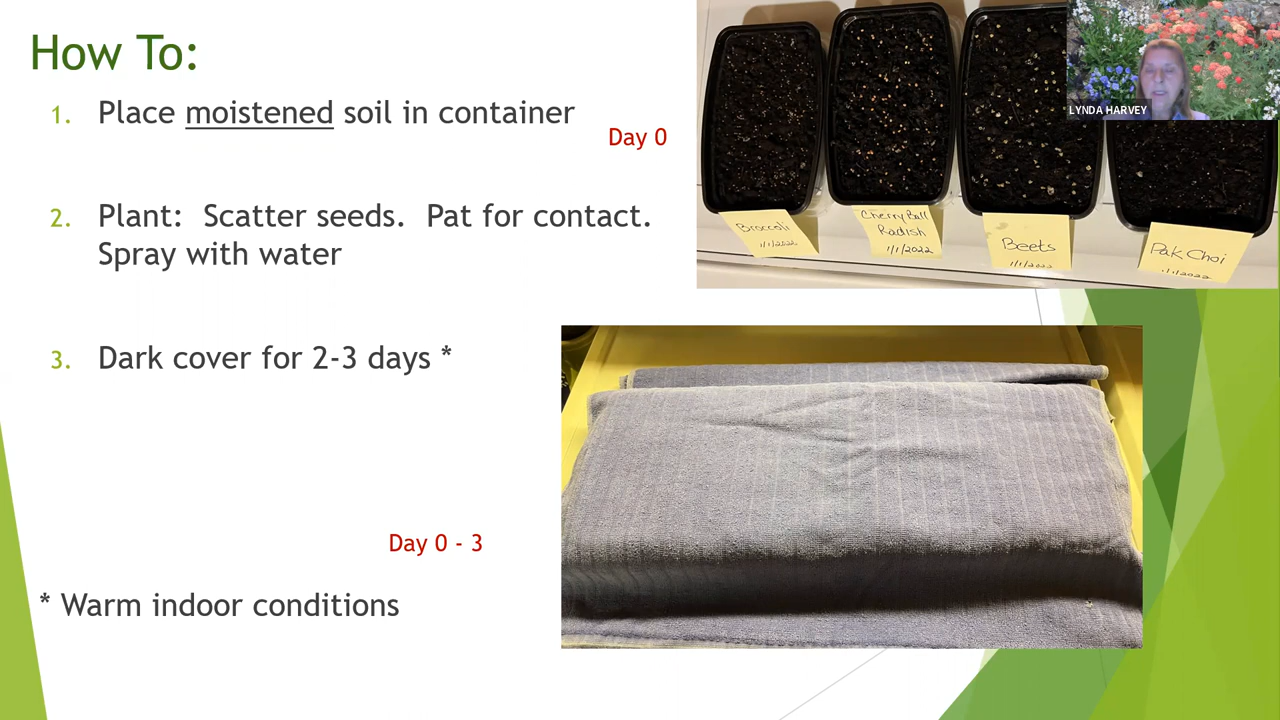 How To:
1. Place moistened soil in container
Day 0
2. Plant: Scatter seeds. Pat for contact.
Spray with water
3. Dark cover for 2-3 days *
Day 0 - 3
* Warm indoor conditions
LYNDA HARVEY
Broccoli
1/1/2022
Cherry Ball
Radish
1/1/2022
Beets
1/1/2022
Pak Choi
1/1/2022